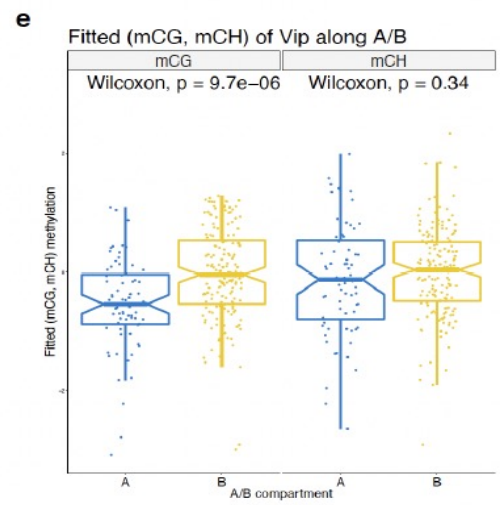 e
Fitted (mCG, mCH) of Vip along A/B
mCG
mCH
Wilcoxon, p = 9.7e−06
Wilcoxon, p = 0.34
Fitted (mCG, mCH) methylation
A
B
A
B
A/B compartment